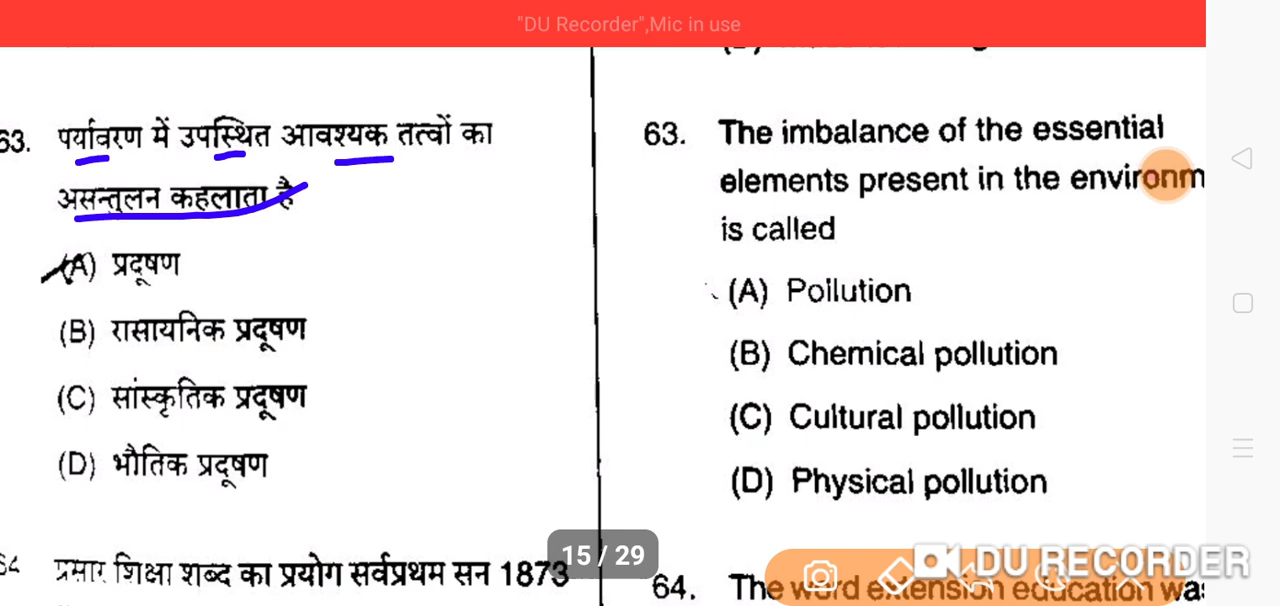 "DU Recorder",Mic in use
63. पर्यावरण में उपस्थित आवश्यक तत्वों का
असन्तुलन कहलाता है
(A) प्रदूषण
(B) रासायनिक प्रदूषण
(C) सांस्कृतिक प्रदूषण
(D) भौतिक प्रदूषण
प्रसार शिक्षा शब्द का प्रयोग सर्वप्रथम सन 1873
63. The imbalance of the essential
elements present in the environm
is called
(A) Pollution
(B) Chemical pollution
(C) Cultural pollution
(D) Physical pollution
64. The word extension education was
15 / 29
DU RECORDER